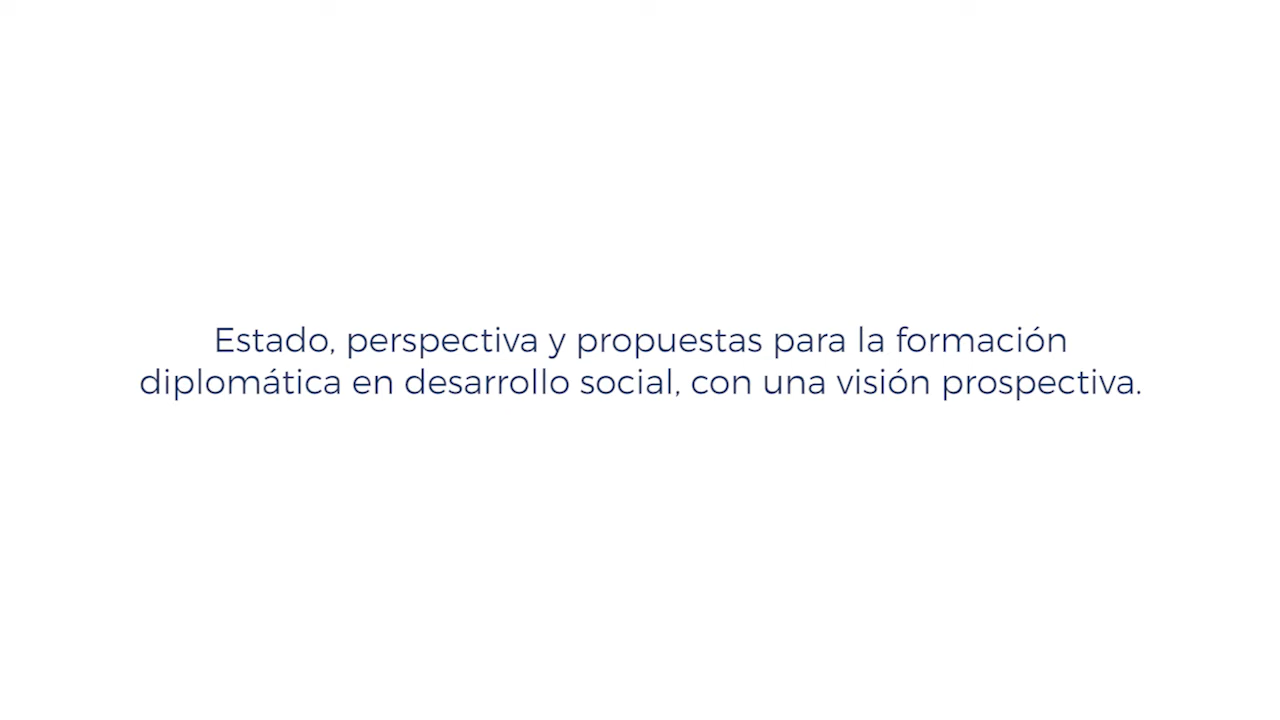 Estado, perspectiva y propuestas para la formación
diplomática en desarrollo social, con una visión prospectiva.